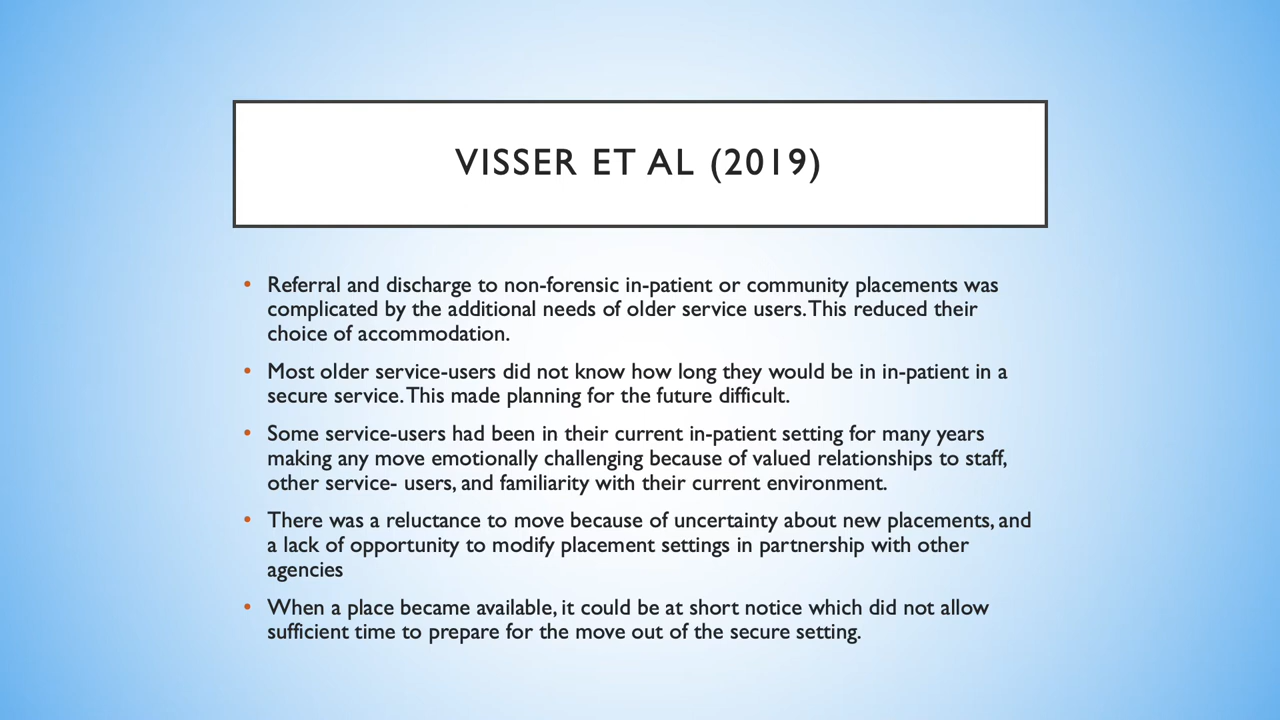 VISSER ET AL (2019)
• Referral and discharge to non-forensic in-patient or community placements was
complicated by the additional needs of older service users. This reduced their
choice of accommodation.
• Most older service-users did not know how long they would be in in-patient in a
secure service. This made planning for the future difficult.
• Some service-users had been in their current in-patient setting for many years
making any move emotionally challenging because of valued relationships to staff,
other service- users, and familiarity with their current environment.
• There was a reluctance to move because of uncertainty about new placements, and
a lack of opportunity to modify placement settings in partnership with other
agencies
• When a place became available, it could be at short notice which did not allow
sufficient time to prepare for the move out of the secure setting.